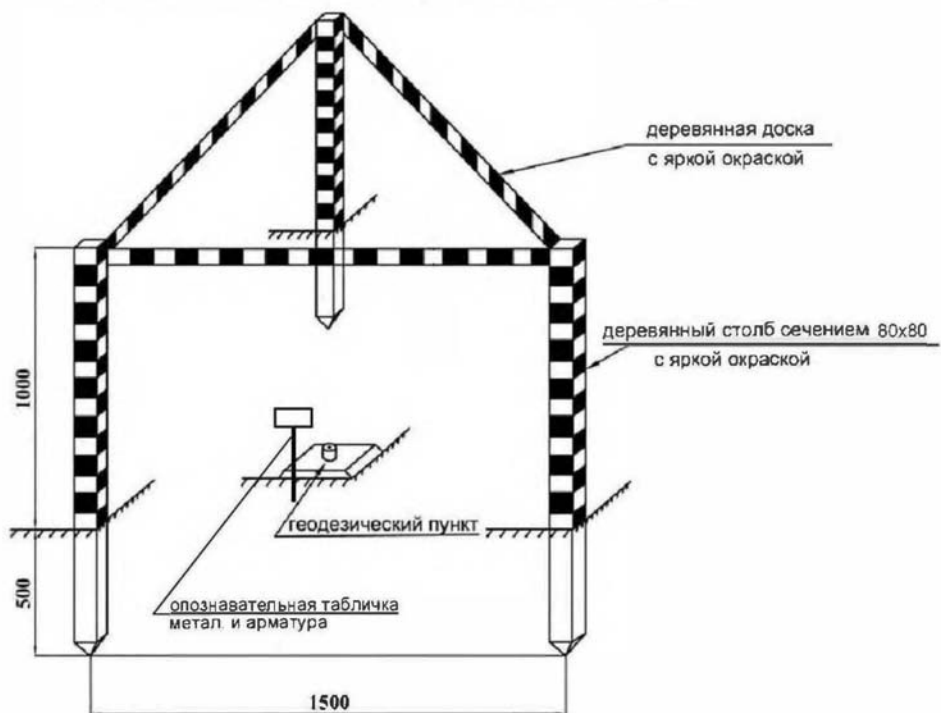 деревянная доска
с яркой окраской
деревянный столб сечением 80х80
с яркой окраской
1000
геодезический пункт
500
опознавательная табличка
метал. и арматура
1500